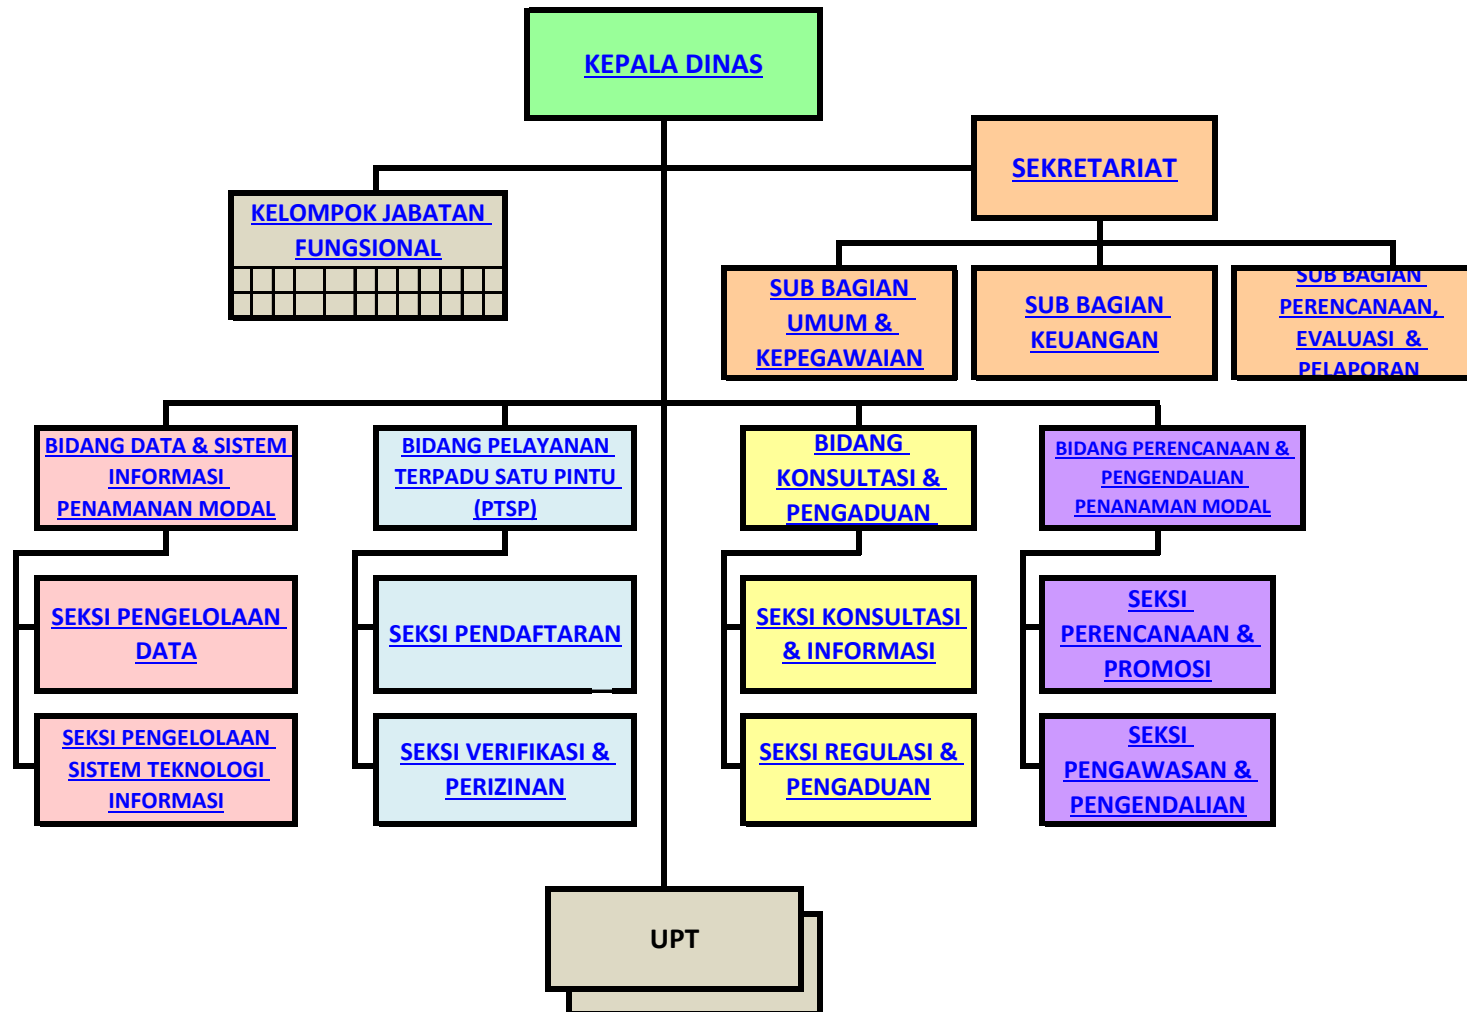 KEPALA DINAS
SEKRETARIAT
KELOMPOK JABATAN
FUNGSIONAL
SUB BAGIAN
UMUM &
KEPEGAWAIAN
SUB BAGIAN
KEUANGAN
SUB BAGIAN
PERENCANAAN,
EVALUASI &
PELAPORAN
BIDANG DATA & SISTEM
INFORMASI
PENAMANAN MODAL
BIDANG PELAYANAN
TERPADU SATU PINTU
(PTSP)
BIDANG
KONSULTASI &
PENGADUAN
BIDANG PERENCANAAN &
PENGENDALIAN
PENANAMAN MODAL
SEKSI PENGELOLAAN
DATA
SEKSI PENDAFTARAN
SEKSI KONSULTASI
& INFORMASI
SEKSI
PERENCANAAN &
PROMOSI
SEKSI PENGELOLAAN
SISTEM TEKNOLOGI
INFORMASI
SEKSI VERIFIKASI &
PERIZINAN
SEKSI REGULASI &
PENGADUAN
SEKSI
PENGAWASAN &
PENGENDALIAN
UPT